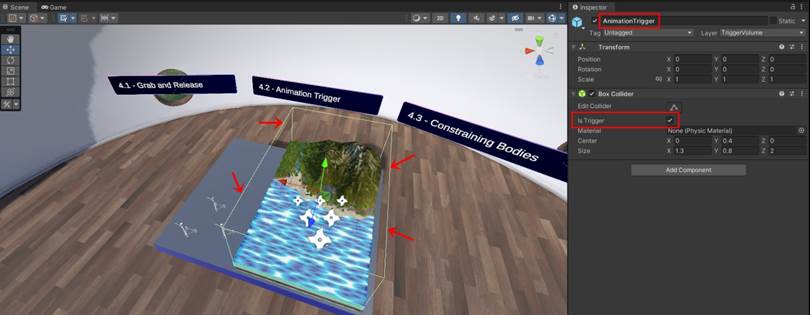 Scene
Game
2D
4.1 - Grab and Release
4.2 - Animation Trigger
4.3 - Constraining Bodies
Inspector
AnimationTrigger
Static
Tag Untagged Layer TriggerVolume
Transform
Position X 0 Y 0 Z 0
Rotation X 0 Y 0 Z 0
Scale X 1 Y 1 Z 1
Box Collider
Edit Collider
Is Trigger
Material None (Physic Material)
Center X 0 Y 0.4 Z 0
Size X 1.3 Y 0.8 Z 2
Add Component